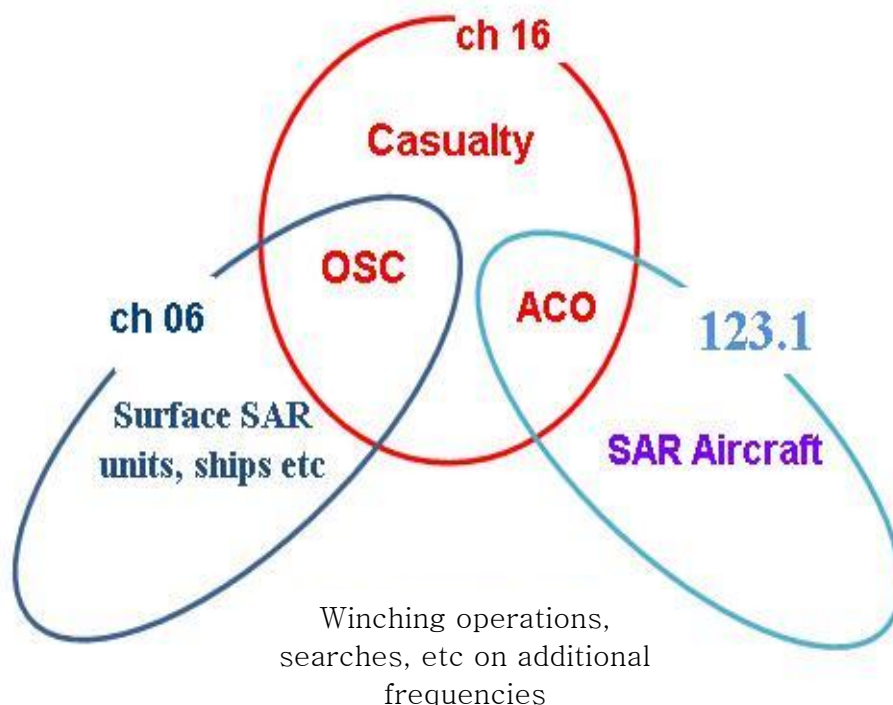 ch 16
Casualty
OSC
ACO
ch 06
123.1
Surface SAR
units, ships etc
SAR Aircraft
Winching operations,
searches, etc on additional
frequencies